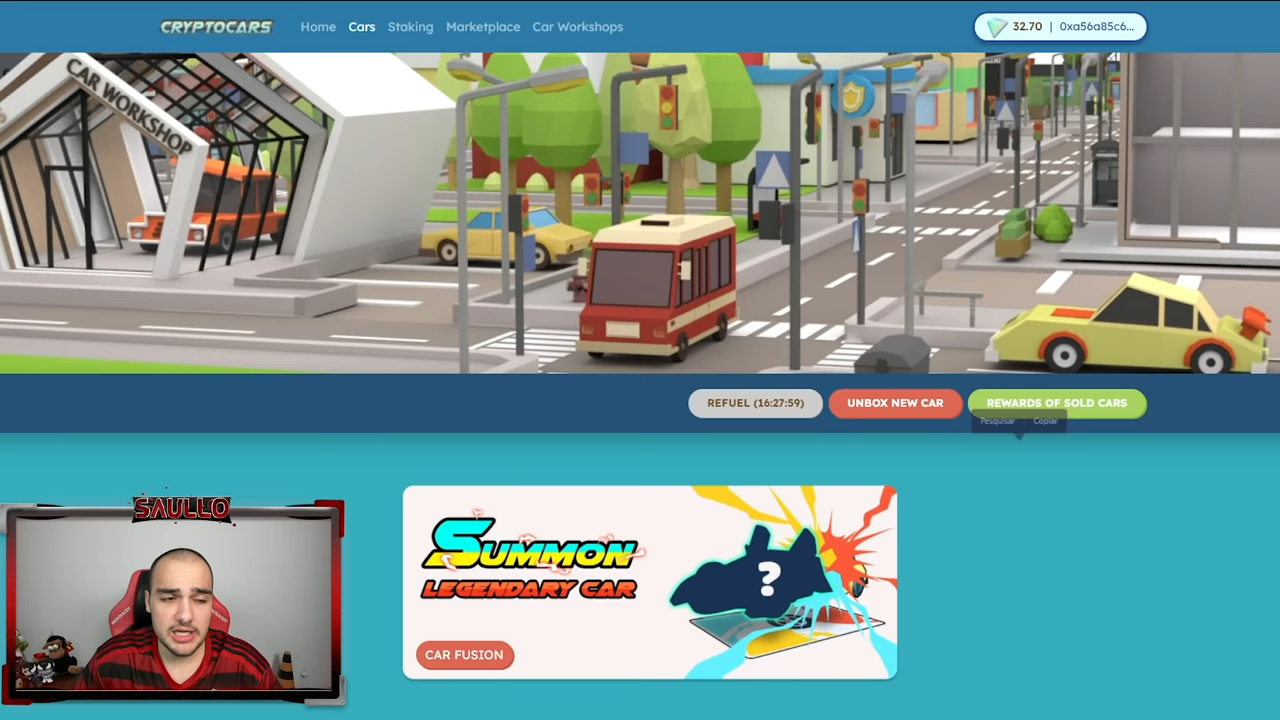 CRYPTOCARS
Home Cars Staking Marketplace Car Workshops
32.70 | 0xa56a85c6...
CAR WORKSHOP
REFUEL (16:27:59)
UNBOX NEW CAR
REWARDS OF SOLD CARS
Pesquisar Copiar
SUMMON
LEGENDARY CAR
?
CAR FUSION
SAULLO